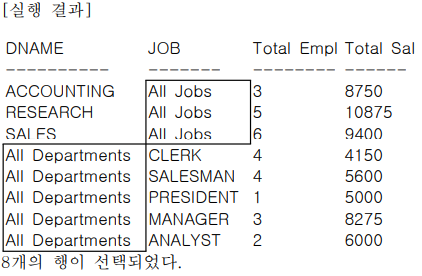 [실행 결과]
DNAME JOB Total Empl Total Sal
---------- ------- -------- ------
ACCOUNTING All Jobs 3 8750
RESEARCH All Jobs 5 10875
SALES All Jobs 6 9400
All Departments CLERK 4 4150
All Departments SALESMAN 4 5600
All Departments PRESIDENT 1 5000
All Departments MANAGER 3 8275
All Departments ANALYST 2 6000
8개의 행이 선택되었다.